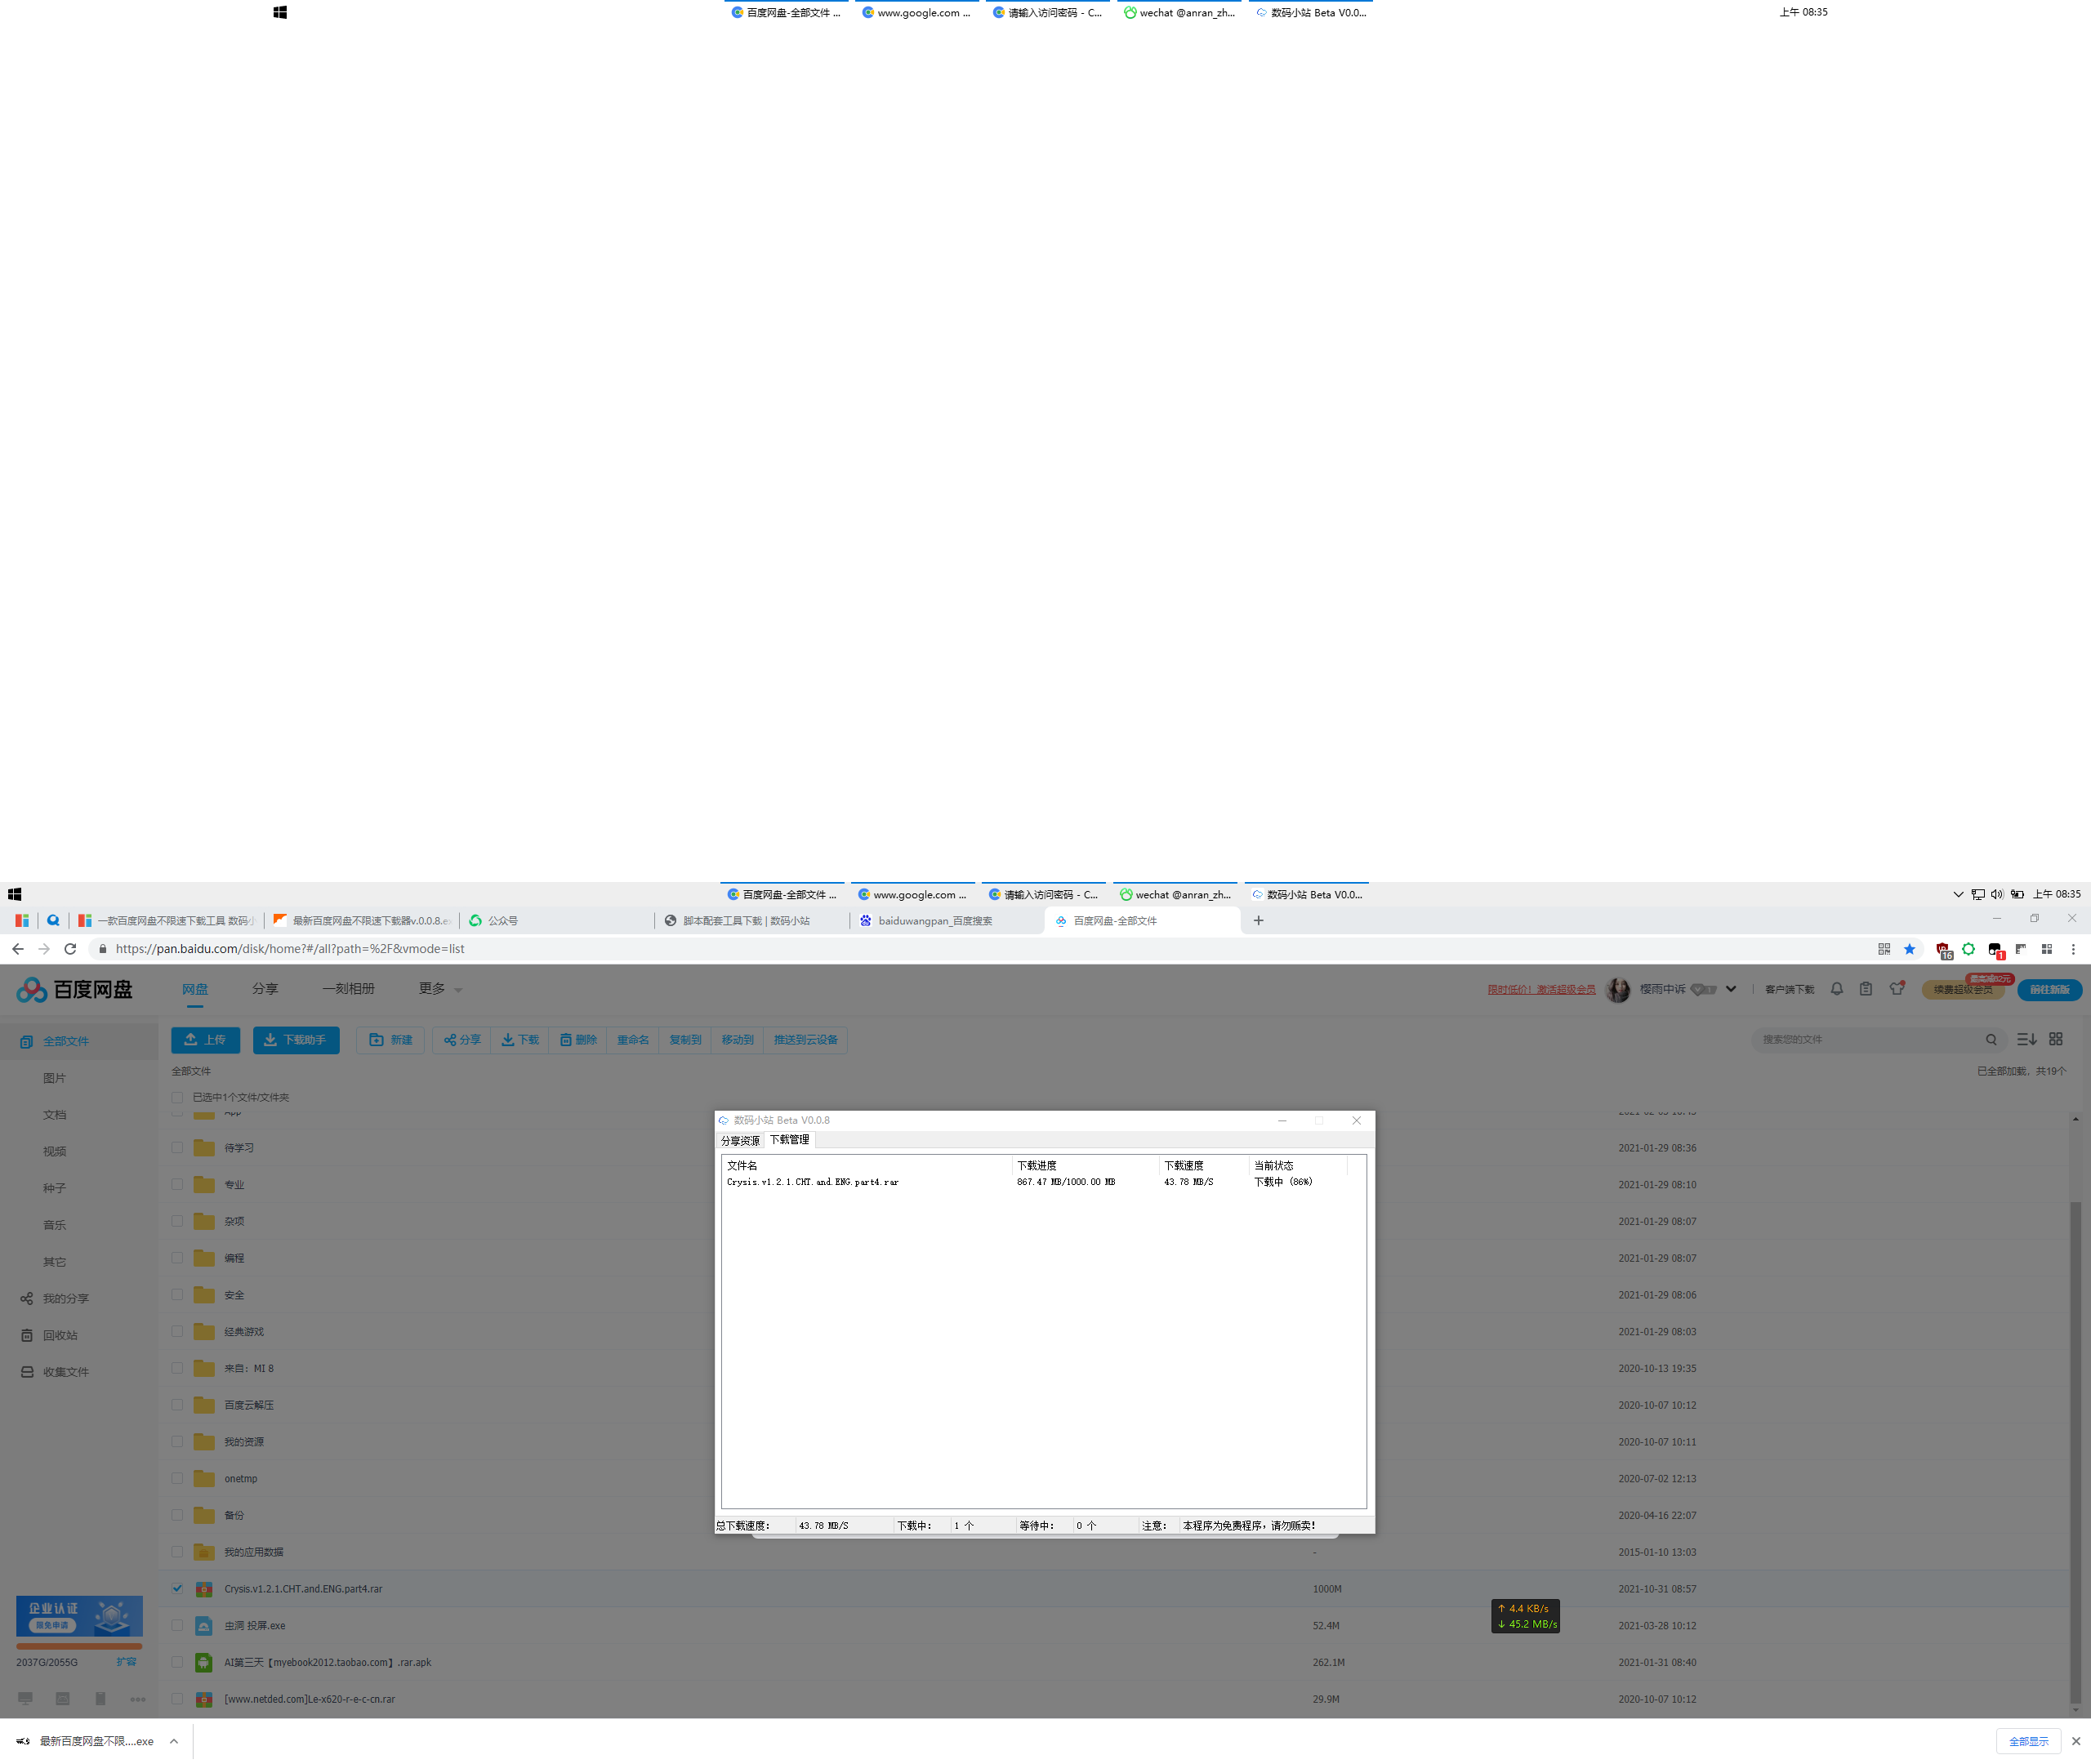 百度网盘-全部文件 ...
www.google.com ...
请输入访问密码 - C...
wechat @anran_zh...
数码小站 Beta V0.0...
上午 08:35
百度网盘-全部文件 ...
www.google.com ...
请输入访问密码 - C...
wechat @anran_zh...
数码小站 Beta V0.0...
上午 08:35
一款百度网盘不限速下载工具 数码小
最新百度网盘不限速下载器v.0.0.8.e
公众号
脚本配套工具下载 | 数码小站
baiduwangpan_百度搜索
百度网盘-全部文件
https://pan.baidu.com/disk/home?#/all?path=%2F&vmode=list
16
1
百度网盘
网盘
分享
一刻相册
更多
限时低价！激活超级会员
樱雨中诉
客户端下载
续费超级会员
前往新版
全部文件
图片
文档
视频
种子
音乐
其它
我的分享
回收站
收集文件
上传
下载助手
新建
分享
下载
删除
重命名
复制到
移动到
推送到云设备
搜索您的文件
全部文件
已全部加载，共19个
已选中1个文件/文件夹
待学习
2021-01-29 08:36
专业
2021-01-29 08:10
杂项
2021-01-29 08:07
编程
2021-01-29 08:07
安全
2021-01-29 08:06
经典游戏
2021-01-29 08:03
来自：MI 8
2020-10-13 19:35
百度云解压
2020-10-07 10:12
我的资源
2020-10-07 10:11
onetmp
2020-07-02 12:13
备份
2020-04-16 22:07
我的应用数据
-
2015-01-10 13:03
Crysis.v1.2.1.CHT.and.ENG.part4.rar
1000M
2021-10-31 08:57
虫洞 投屏.exe
52.4M
2021-03-28 10:12
AI第三天【myebook2012.taobao.com】.rar.apk
262.1M
2021-01-31 08:40
[www.netded.com]Le-x620-r-e-c-cn.rar
29.9M
2020-10-07 10:12
数码小站 Beta V0.0.8
分享资源
下载管理
文件名
下载进度
下载速度
当前状态
Crysis.v1.2.1.CHT.and.ENG.part4.rar
867.47 MB/1000.00 MB
43.78 MB/S
下载中 (86%)
总下载速度:
43.78 MB/S
下载中:
1 个
等待中:
0 个
注意:
本程序为免费程序，请勿贩卖!
↑ 4.4 KB/s
↓ 45.2 MB/s
企业认证
限免申请
2037G/2055G
扩容
最新百度网盘不限....exe
全部显示